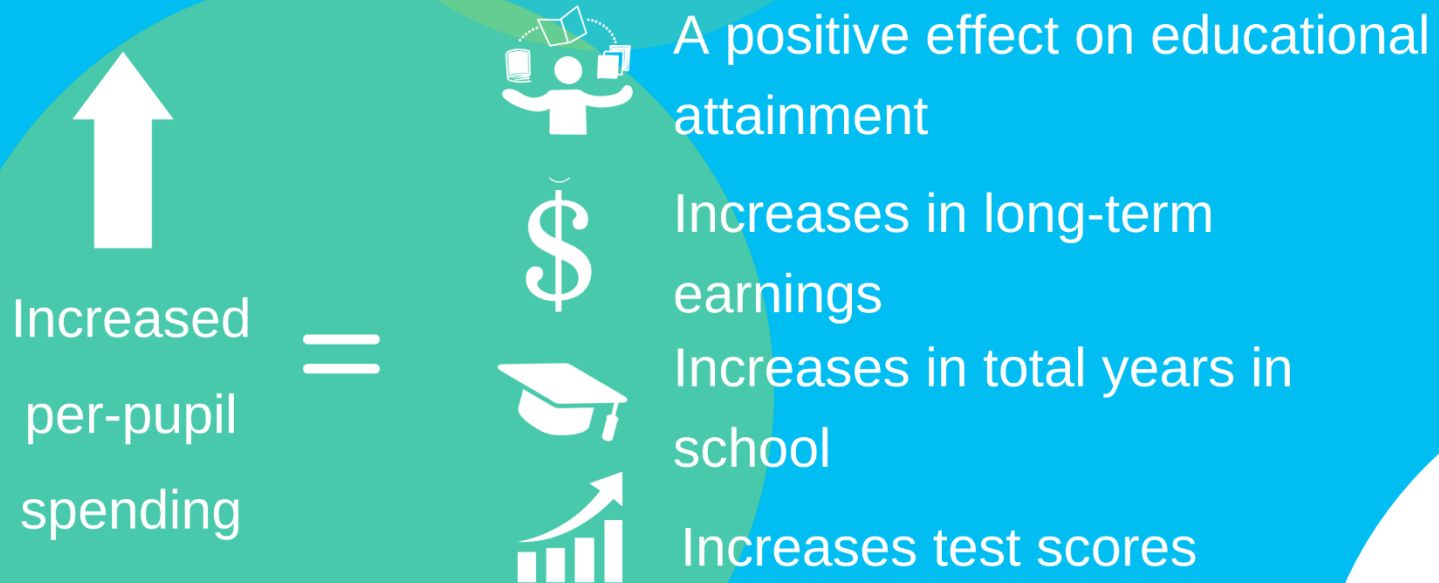 Increased
per-pupil
spending
=
A positive effect on educational
attainment
$
Increases in long-term
earnings
Increases in total years in
school
Increases test scores